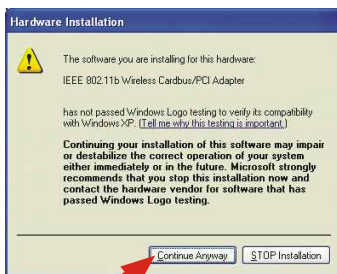 Hardware Installation
The software you are installing for this hardware:
IEEE 802.11b Wireless Cardbus/PCI Adapter
has not passed Windows Logo testing to verify its compatibility
with Windows XP. (Tell me why this testing is important.)
Continuing your installation of this software may impair
or destabilize the correct operation of your system
either immediately or in the future. Microsoft strongly
recommends that you stop this installation now and
contact the hardware vendor for software that has
passed Windows Logo testing.
Continue Anyway
STOP Installation